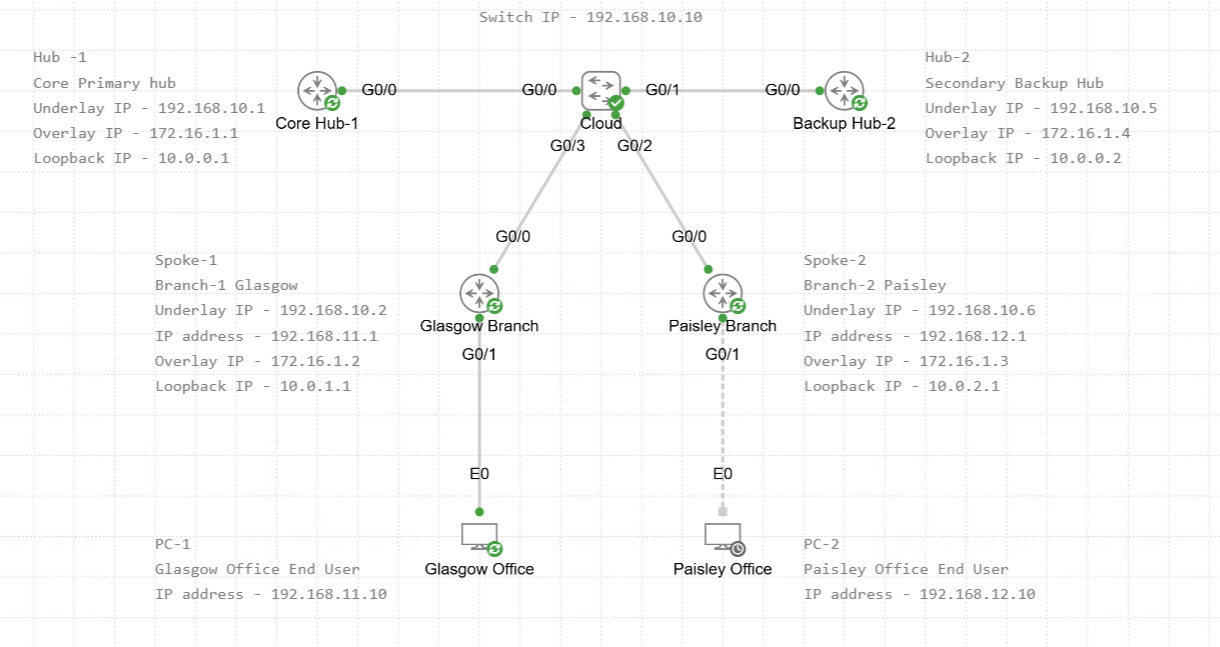 Switch IP - 192.168.10.10
Hub -1
Core Primary hub
Underlay IP - 192.168.10.1
Overlay IP - 172.16.1.1
Loopback IP - 10.0.0.1
G0/0
Core Hub-1
G0/0
Cloud
G0/1
G0/3
G0/2
G0/0
Backup Hub-2
Hub-2
Secondary Backup Hub
Underlay IP - 192.168.10.5
Overlay IP - 172.16.1.4
Loopback IP - 10.0.0.2
Spoke-1
Branch-1 Glasgow
Underlay IP - 192.168.10.2
IP address - 192.168.11.1
Overlay IP - 172.16.1.2
Loopback IP - 10.0.1.1
G0/0
Glasgow Branch
G0/1
G0/0
Paisley Branch
G0/1
Spoke-2
Branch-2 Paisley
Underlay IP - 192.168.10.6
IP address - 192.168.12.1
Overlay IP - 172.16.1.3
Loopback IP - 10.0.2.1
E0
E0
PC-1
Glasgow Office End User
IP address - 192.168.11.10
Glasgow Office
Paisley Office
PC-2
Paisley Office End User
IP address - 192.168.12.10